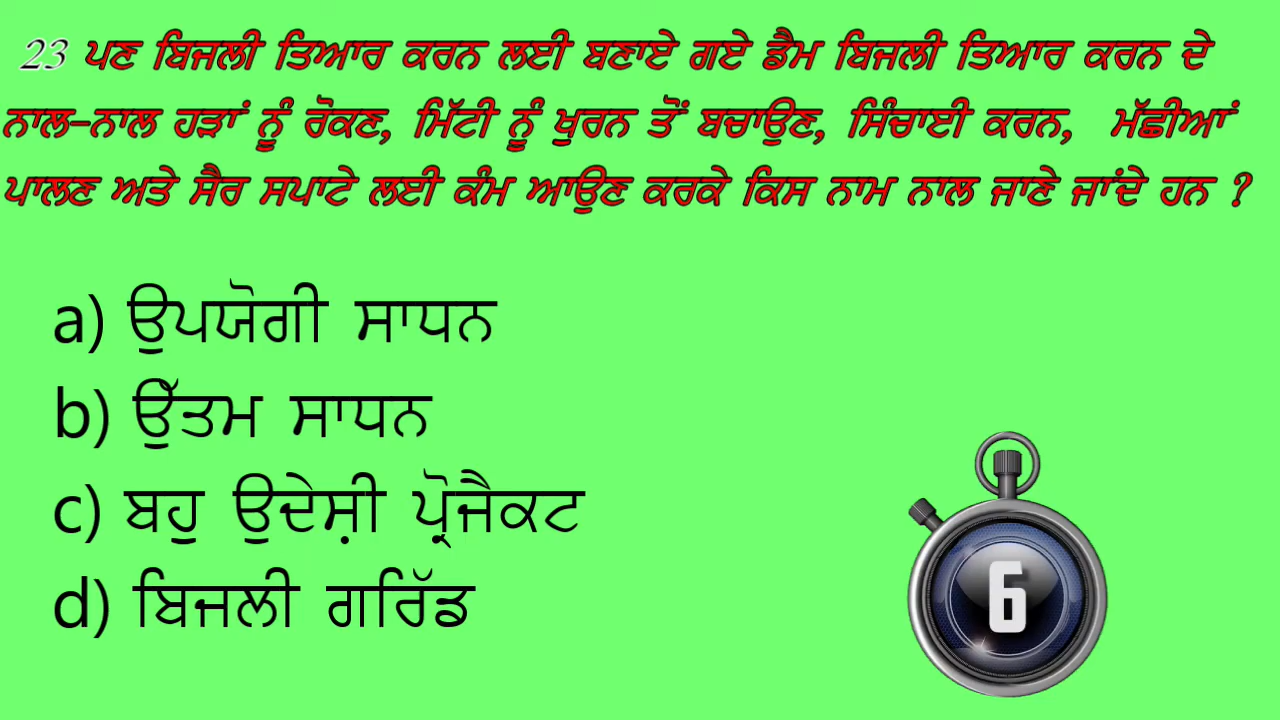 23 ਪਣ ਬਿਜਲੀ ਤਿਆਰ ਕਰਨ ਲਈ ਬਣਾਏ ਗਏ ਡੈਮ ਬਿਜਲੀ ਤਿਆਰ ਕਰਨ ਦੇ
ਨਾਲ-ਨਾਲ ਹੜਾਂ ਨੂੰ ਰੋਕਣ, ਮਿੱਟੀ ਨੂੰ ਖੁਰਨ ਤੋਂ ਬਚਾਉਣ, ਸਿੰਚਾਈ ਕਰਨ, ਮੱਛੀਆਂ
ਪਾਲਣ ਅਤੇ ਸੈਰ ਸਪਾਟੇ ਲਈ ਕੰਮ ਆਉਣ ਕਰਕੇ ਕਿਸ ਨਾਮ ਨਾਲ ਜਾਣੇ ਜਾਂਦੇ ਹਨ ?
a) ਉਪਯੋਗੀ ਸਾਧਨ
b) ਉੱਤਮ ਸਾਧਨ
c) ਬਹੁ ਉਦੇਸ਼ੀ ਪ੍ਰੋਜੈਕਟ
d) ਬਿਜਲੀ ਗਰਿੱਡ
6